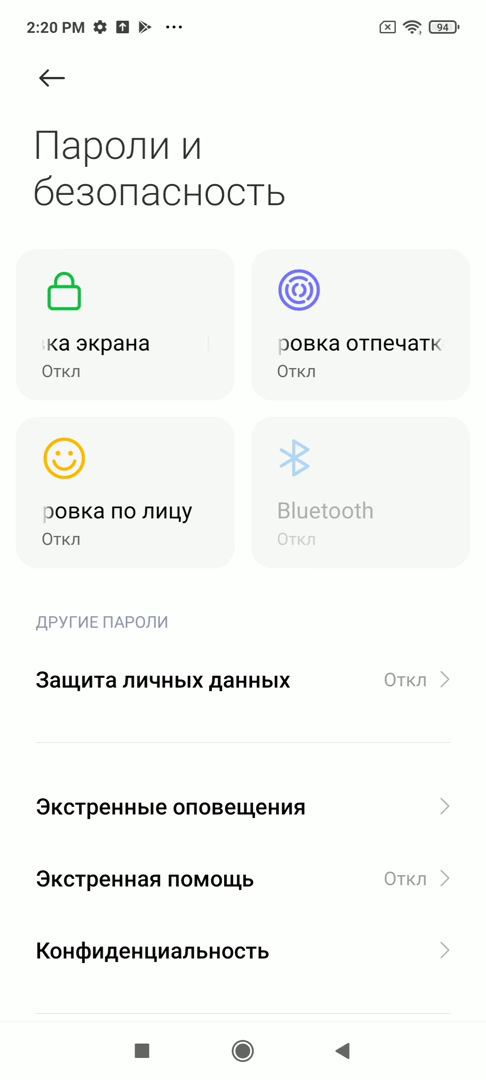 2:20 PM 94
Пароли и
безопасность
ка экрана
Откл
ровка отпечатк
Откл
ровка по лицу
Откл
Bluetooth
Откл
ДРУГИЕ ПАРОЛИ
Защита личных данных Откл
Экстренные оповещения
Экстренная помощь Откл
Конфиденциальность